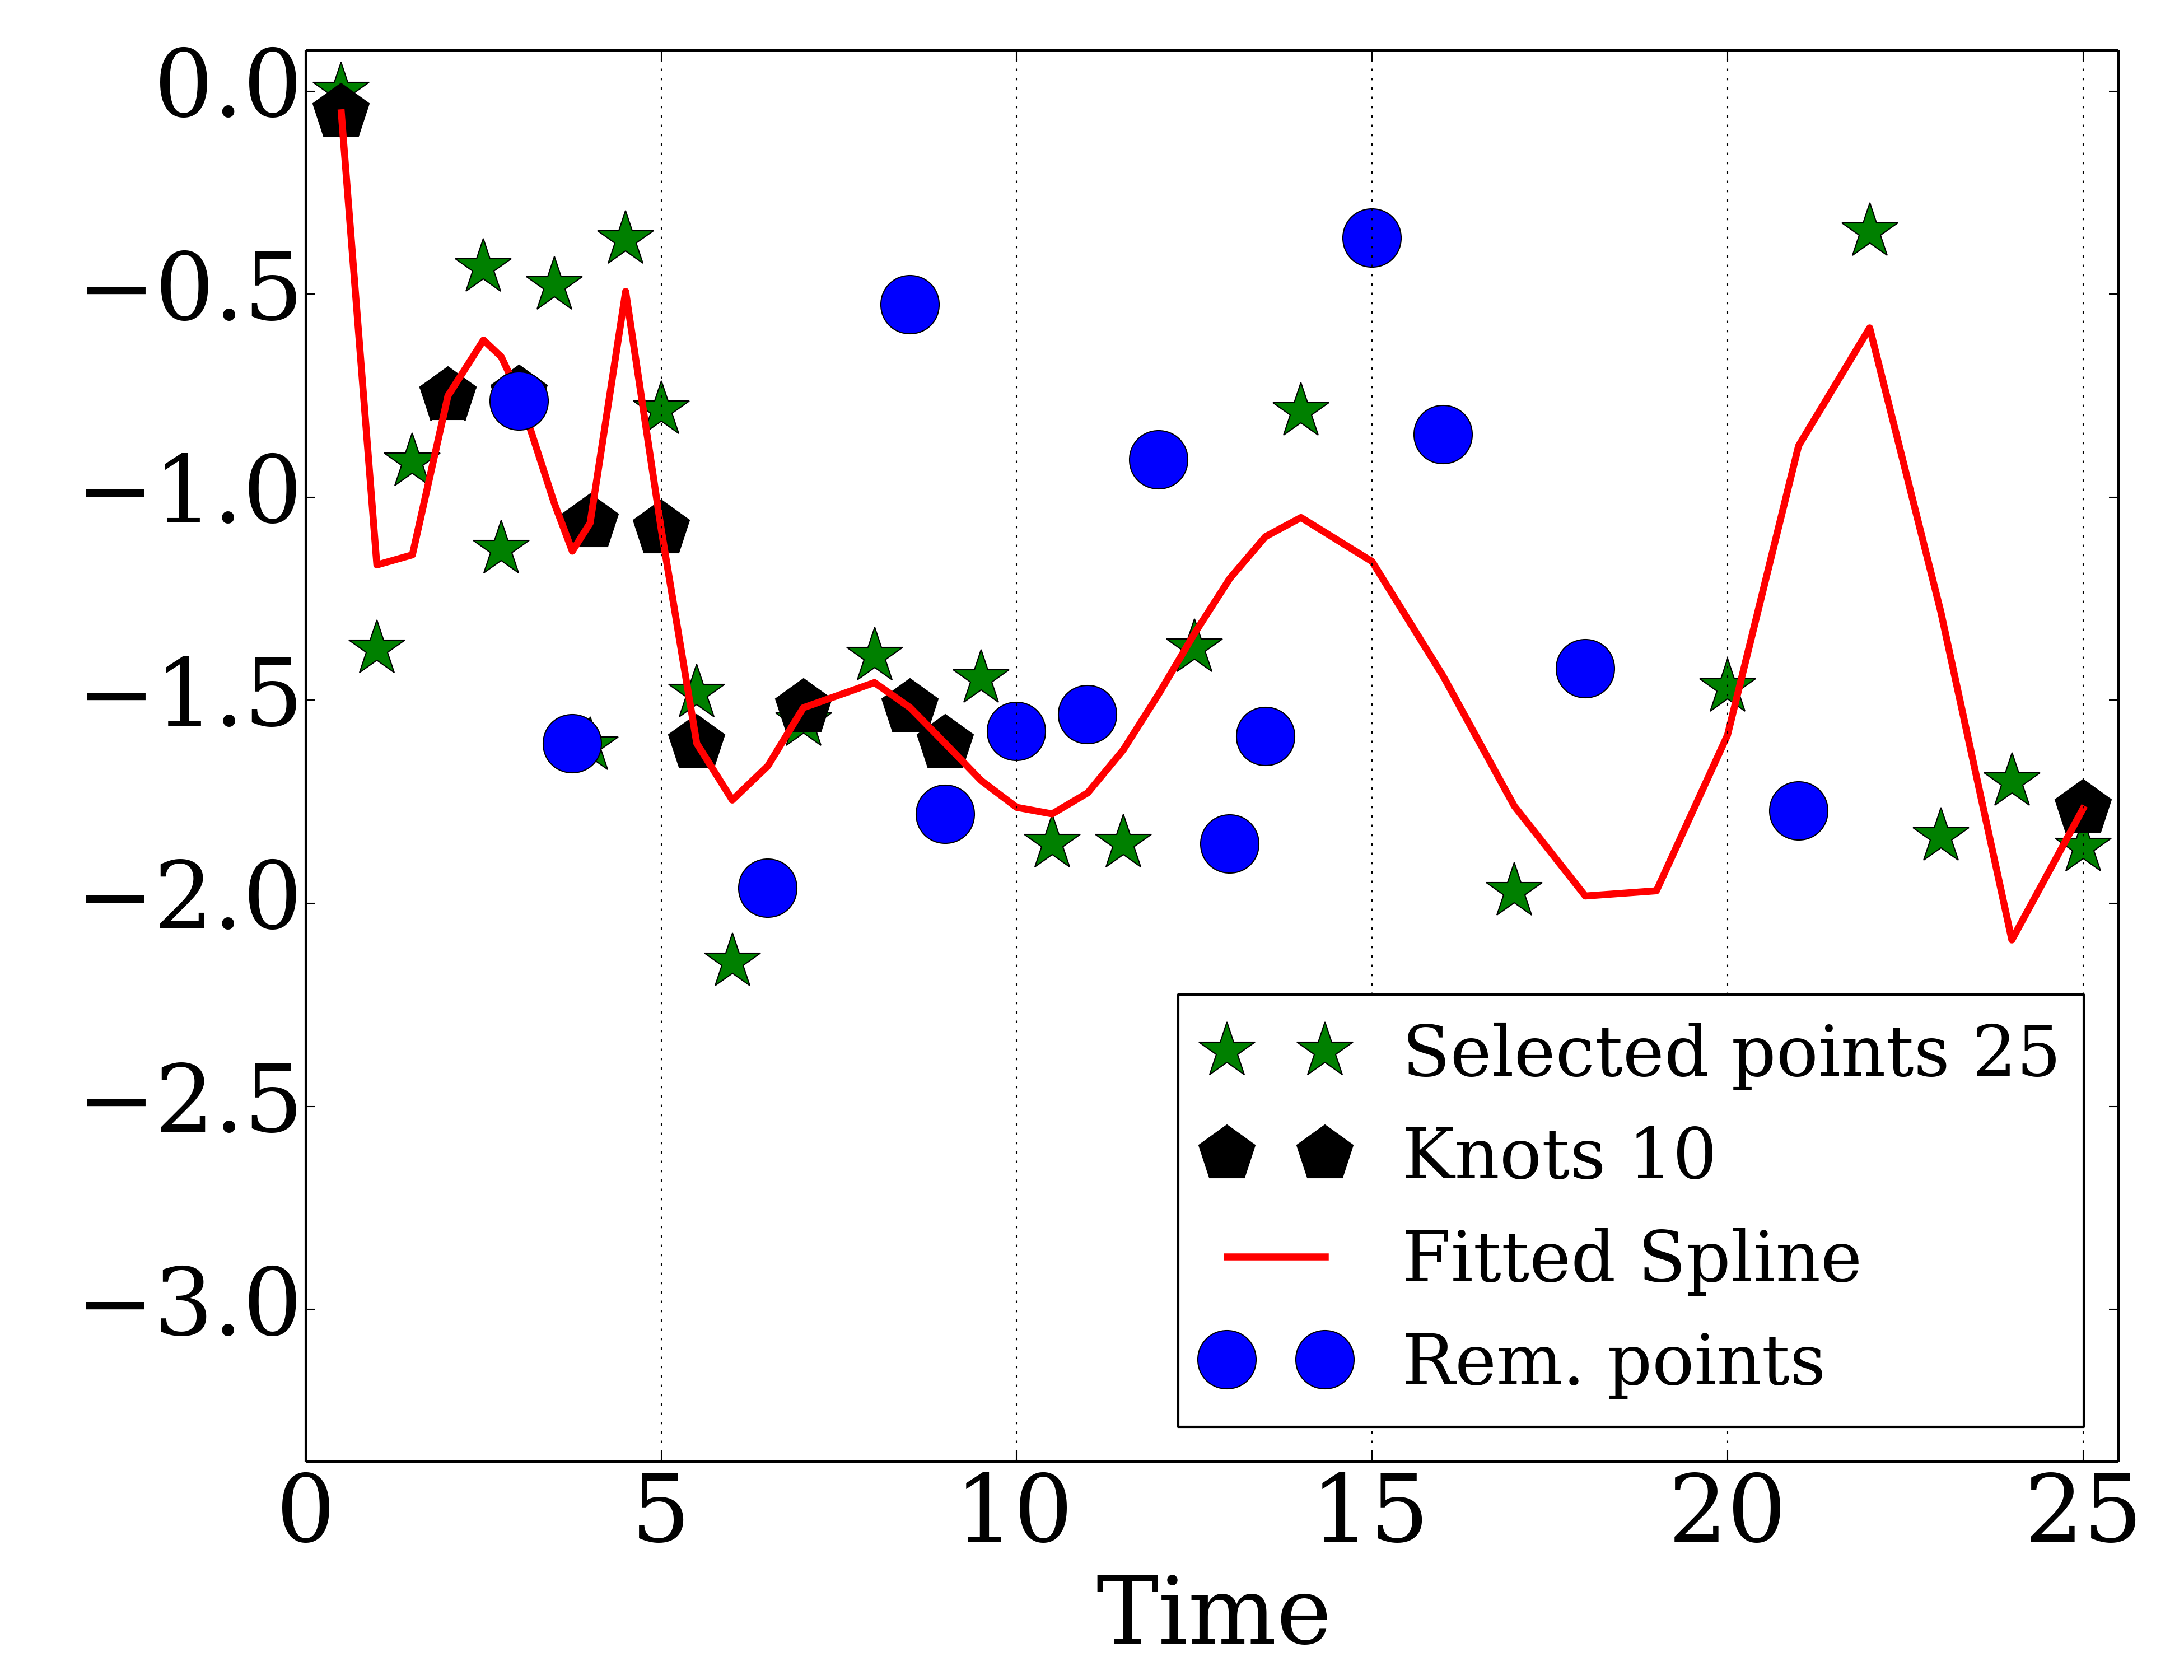 0.0
−0.5
−1.0
−1.5
−2.0
−2.5
−3.0
Selected points 25
Knots 10
Fitted Spline
Rem. points
0 5 10 15 20 25
Time